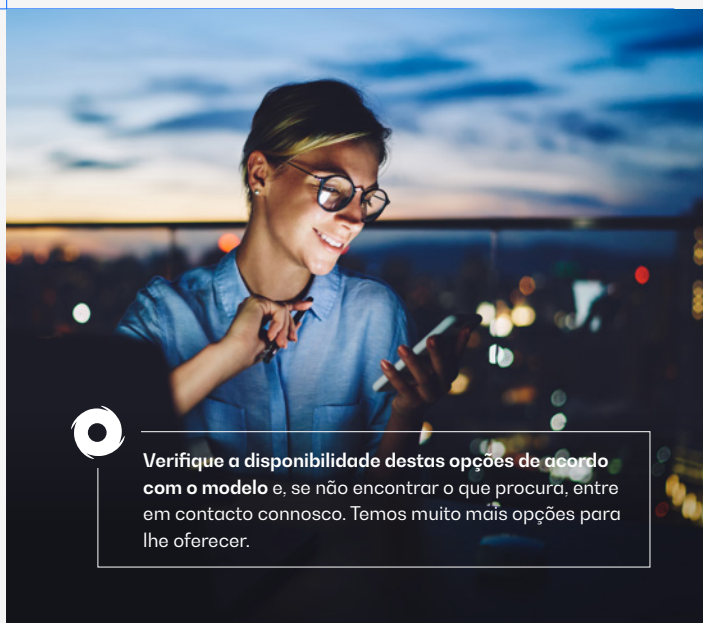 Verifique a disponibilidade destas opções de acordo
com o modelo e, se não encontrar o que procura, entre
em contacto connosco. Temos muito mais opções para
lhe oferecer.